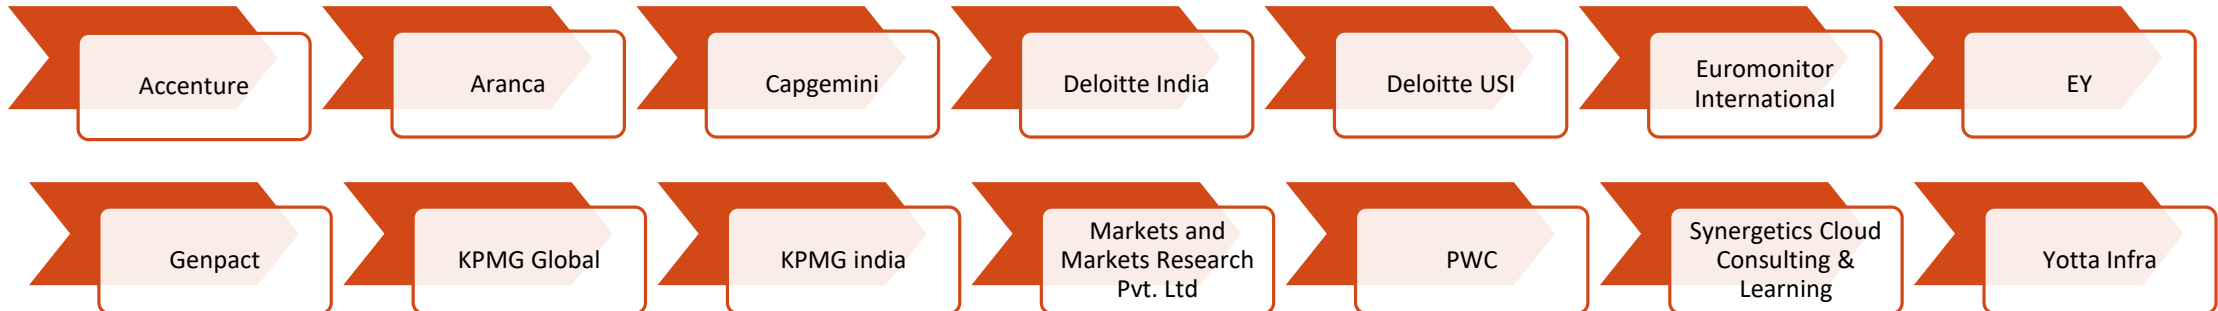 Accenture
Aranca
Capgemini
Deloitte India
Deloitte USI
Euromonitor
International
EY
Genpact
KPMG Global
KPMG india
Markets and
Markets Research
Pvt. Ltd
PWC
Synergetics Cloud
Consulting &
Learning
Yotta Infra